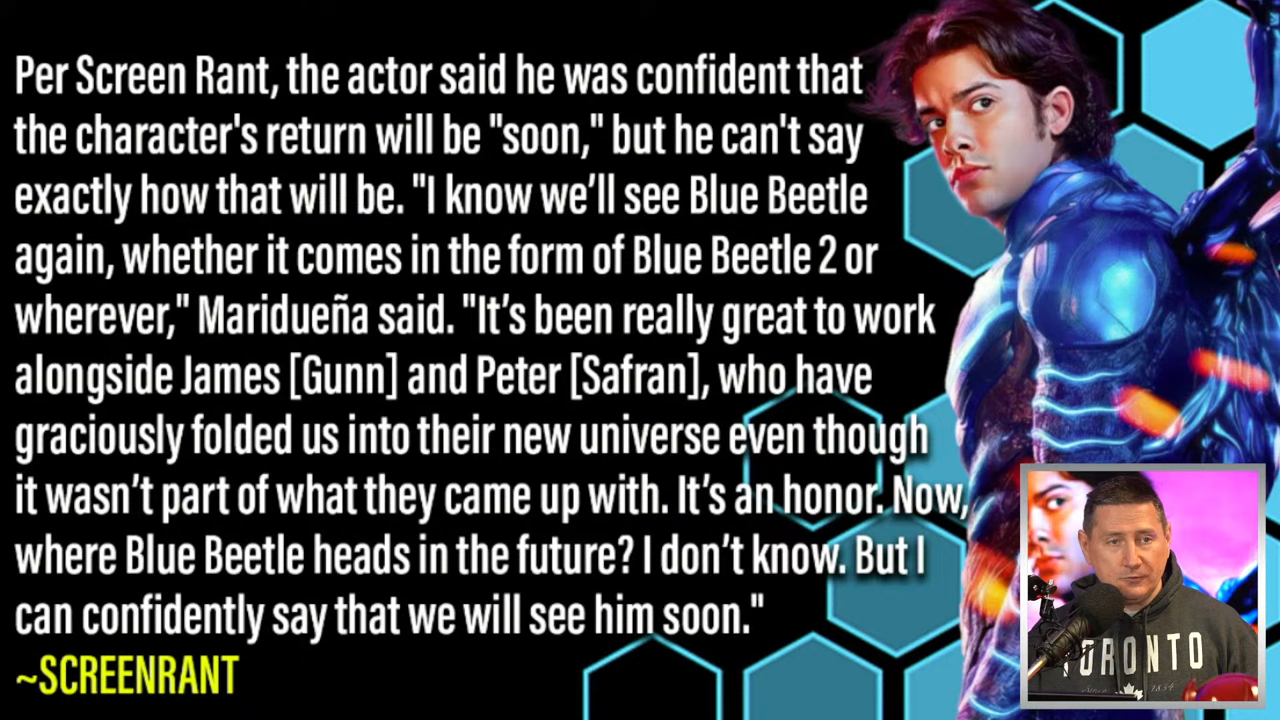 Per Screen Rant, the actor said he was confident that
the character's return will be "soon," but he can't say
exactly how that will be. "I know we’ll see Blue Beetle
again, whether it comes in the form of Blue Beetle 2 or
wherever," Maridueña said. "It’s been really great to work
alongside James [Gunn] and Peter [Safran], who have
graciously folded us into their new universe even though
it wasn’t part of what they came up with. It’s an honor. Now,
where Blue Beetle heads in the future? I don’t know. But I
can confidently say that we will see him soon."
~SCREENRANT
TORONTO
Since 1834